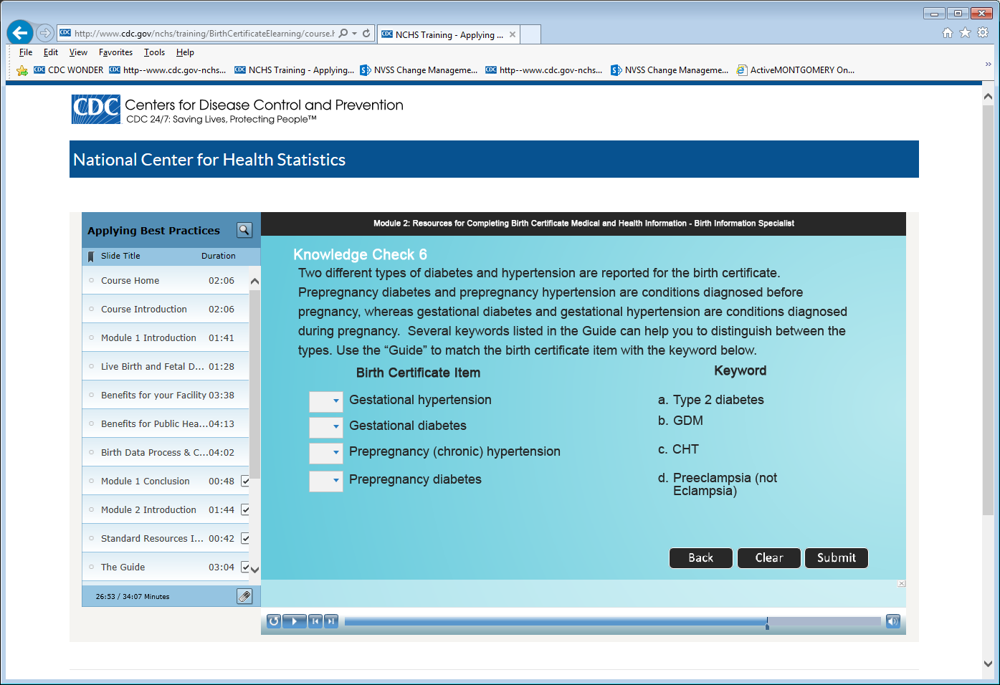 http://www.cdc.gov/nchs/training/BirthCertificateElearning/course.h
NCHS Training - Applying ...
File Edit View Favorites Tools Help
CDC WONDER http--www.cdc.gov-nchs... NCHS Training - Applying... NVSS Change Manageme... http--www.cdc.gov-nchs... NVSS Change Manageme... ActiveMONTGOMERY On...
CDC Centers for Disease Control and Prevention
CDC 24/7: Saving Lives, Protecting People™
National Center for Health Statistics
Applying Best Practices
Slide Title Duration
Course Home 02:06
Course Introduction 02:06
Module 1 Introduction 01:41
Live Birth and Fetal D... 01:28
Benefits for your Facility 03:38
Benefits for Public Hea... 04:13
Birth Data Process & C... 04:02
Module 1 Conclusion 00:48
Module 2 Introduction 01:44
Standard Resources I... 00:42
The Guide 03:04
26:53 / 34:07 Minutes
Module 2: Resources for Completing Birth Certificate Medical and Health Information - Birth Information Specialist
Knowledge Check 6
Two different types of diabetes and hypertension are reported for the birth certificate.
Prepregnancy diabetes and prepregnancy hypertension are conditions diagnosed before
pregnancy, whereas gestational diabetes and gestational hypertension are conditions diagnosed
during pregnancy. Several keywords listed in the Guide can help you to distinguish between the
types. Use the “Guide” to match the birth certificate item with the keyword below.
Birth Certificate Item
Gestational hypertension
Gestational diabetes
Prepregnancy (chronic) hypertension
Prepregnancy diabetes
Keyword
a. Type 2 diabetes
b. GDM
c. CHT
d. Preeclampsia (not
Eclampsia)
Back Clear Submit